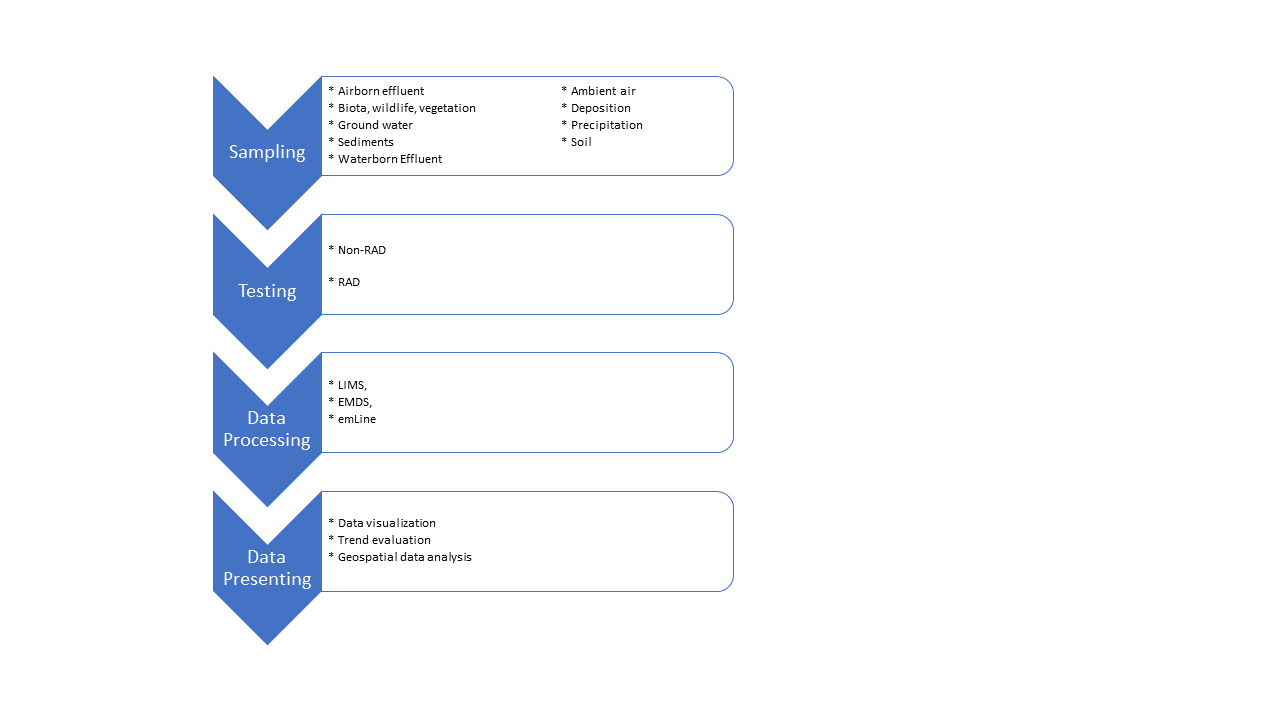 Sampling
* Airborn effluent
* Biota, wildlife, vegetation
* Ground water
* Sediments
* Waterborn Effluent
* Ambient air
* Deposition
* Precipitation
* Soil
Testing
* Non-RAD
* RAD
Data
Processing
* LIMS,
* EMDS,
* emLine
Data
Presenting
* Data visualization
* Trend evaluation
* Geospatial data analysis